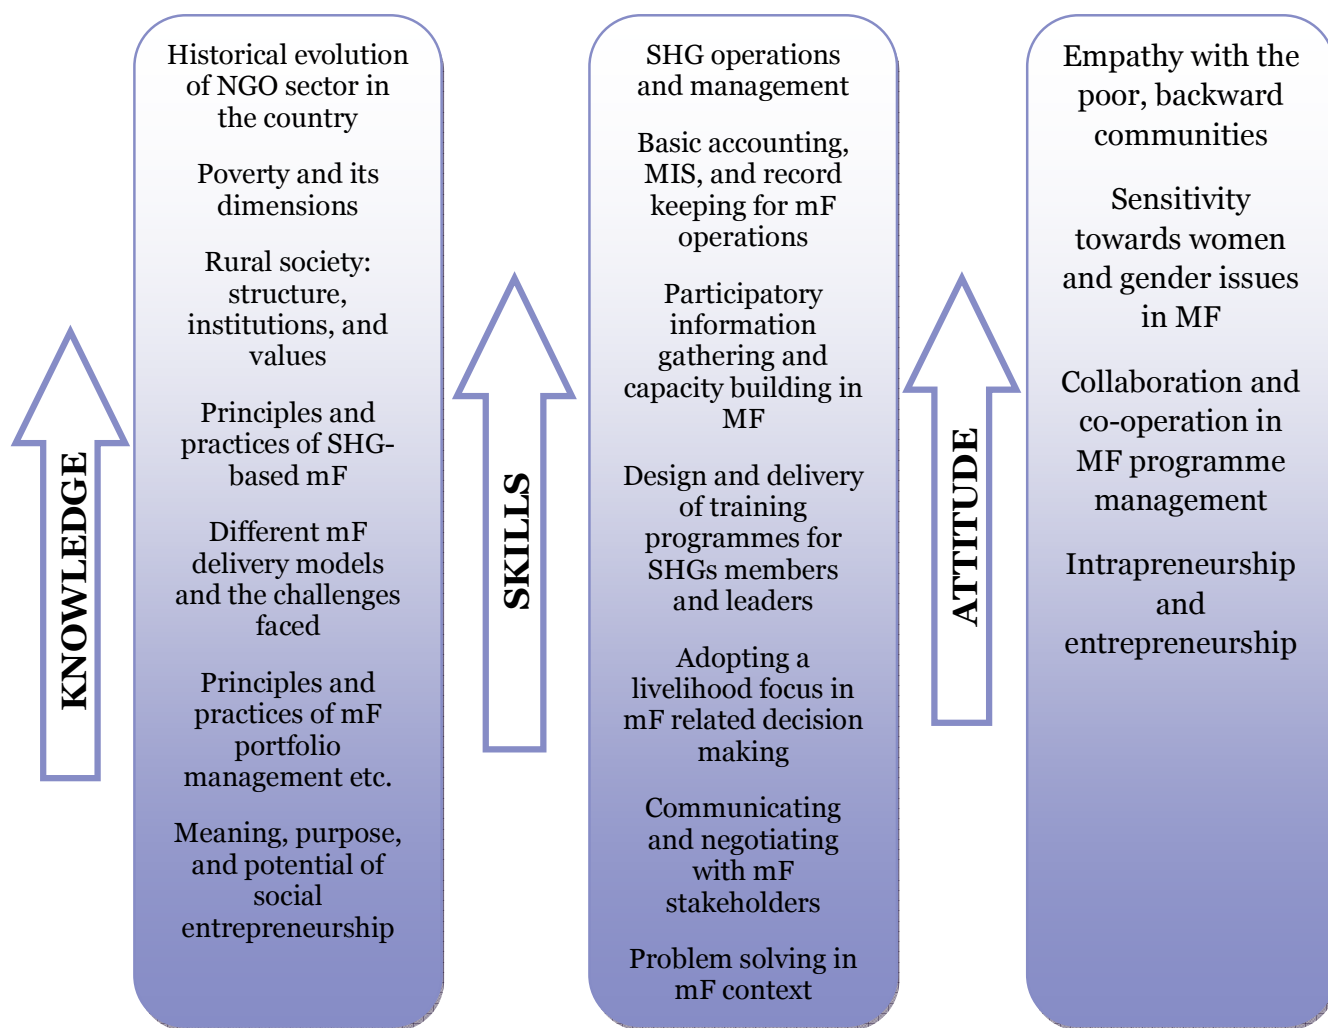 KNOWLEDGE
Historical evolution
of NGO sector in
the country
Poverty and its
dimensions
Rural society:
structure,
institutions, and
values
Principles and
practices of SHG-
based mF
Different mF
delivery models
and the challenges
faced
Principles and
practices of mF
portfolio
management etc.
Meaning, purpose,
and potential of
social
entrepreneurship
SKILLS
SHG operations
and management
Basic accounting,
MIS, and record
keeping for mF
operations
Participatory
information
gathering and
capacity building in
MF
Design and delivery
of training
programmes for
SHGs members
and leaders
Adopting a
livelihood focus in
mF related decision
making
Communicating
and negotiating
with mF
stakeholders
Problem solving in
mF context
ATTITUDE
Empathy with the
poor, backward
communities
Sensitivity
towards women
and gender issues
in MF
Collaboration and
co-operation in
MF programme
management
Intrapreneurship
and
entrepreneurship